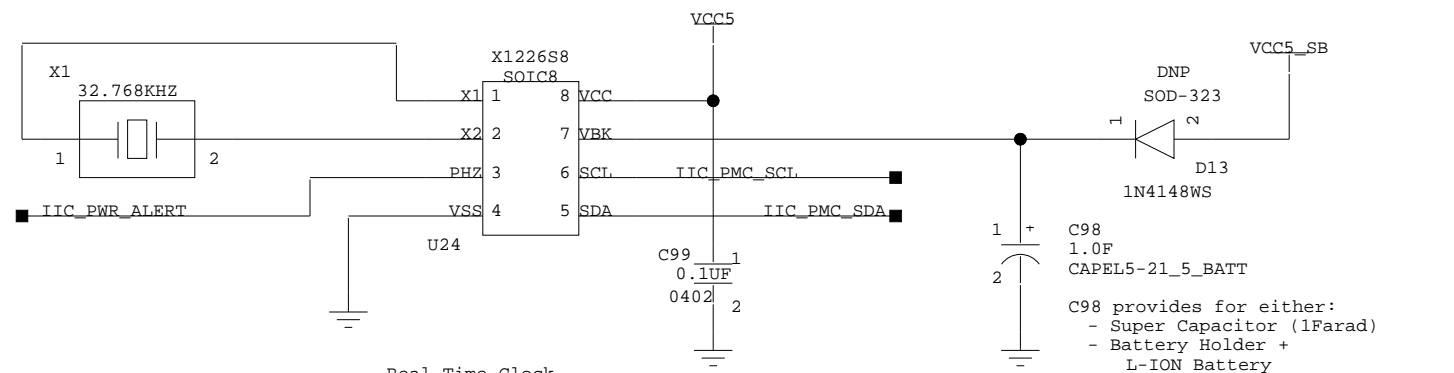 VCC5
VCC5_SB
X1226S8
SOIC8
X1
32.768KHZ
1
2
X1 1
8 VCC
X2 2
7 VBK
PHZ 3
6 SCL
VSS 4
5 SDA
U24
IIC_PWR_ALERT
IIC_PMC_SCL
IIC_PMC_SDA
DNP
SOD-323
1
2
D13
1N4148WS
C99
1
0.1UF
0402
2
1
+
2
C98
1.0F
CAPEL5-21_5_BATT
C98 provides for either:
- Super Capacitor (1Farad)
- Battery Holder +
L-ION Battery
Real Time Clock